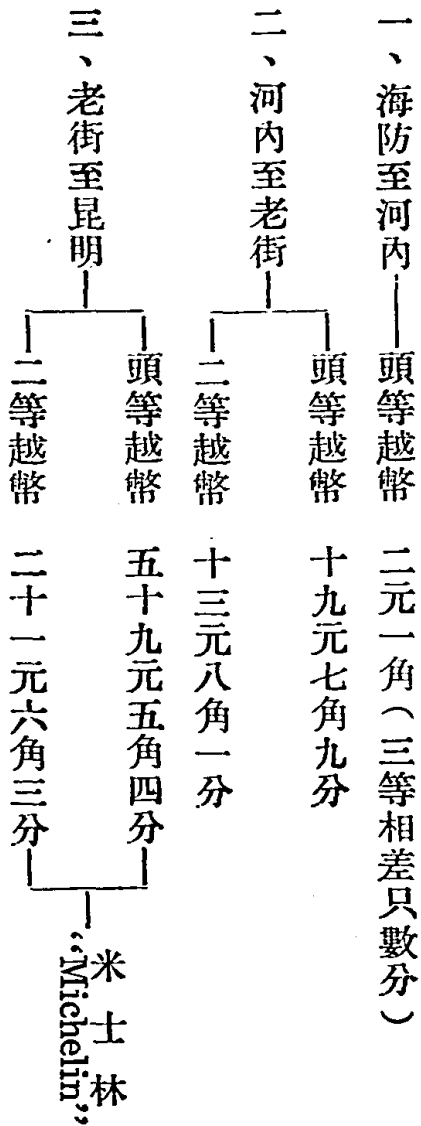 一、海防至河內　頭等越幣　二元一角（三等相差只數分）
二、河內至老街　頭等越幣　十九元七角九分
二等越幣　十三元八角一分
三、老街至昆明　頭等越幣　五十九元五角四分
二等越幣　二十一元六角三分
米士林
“Michelin”